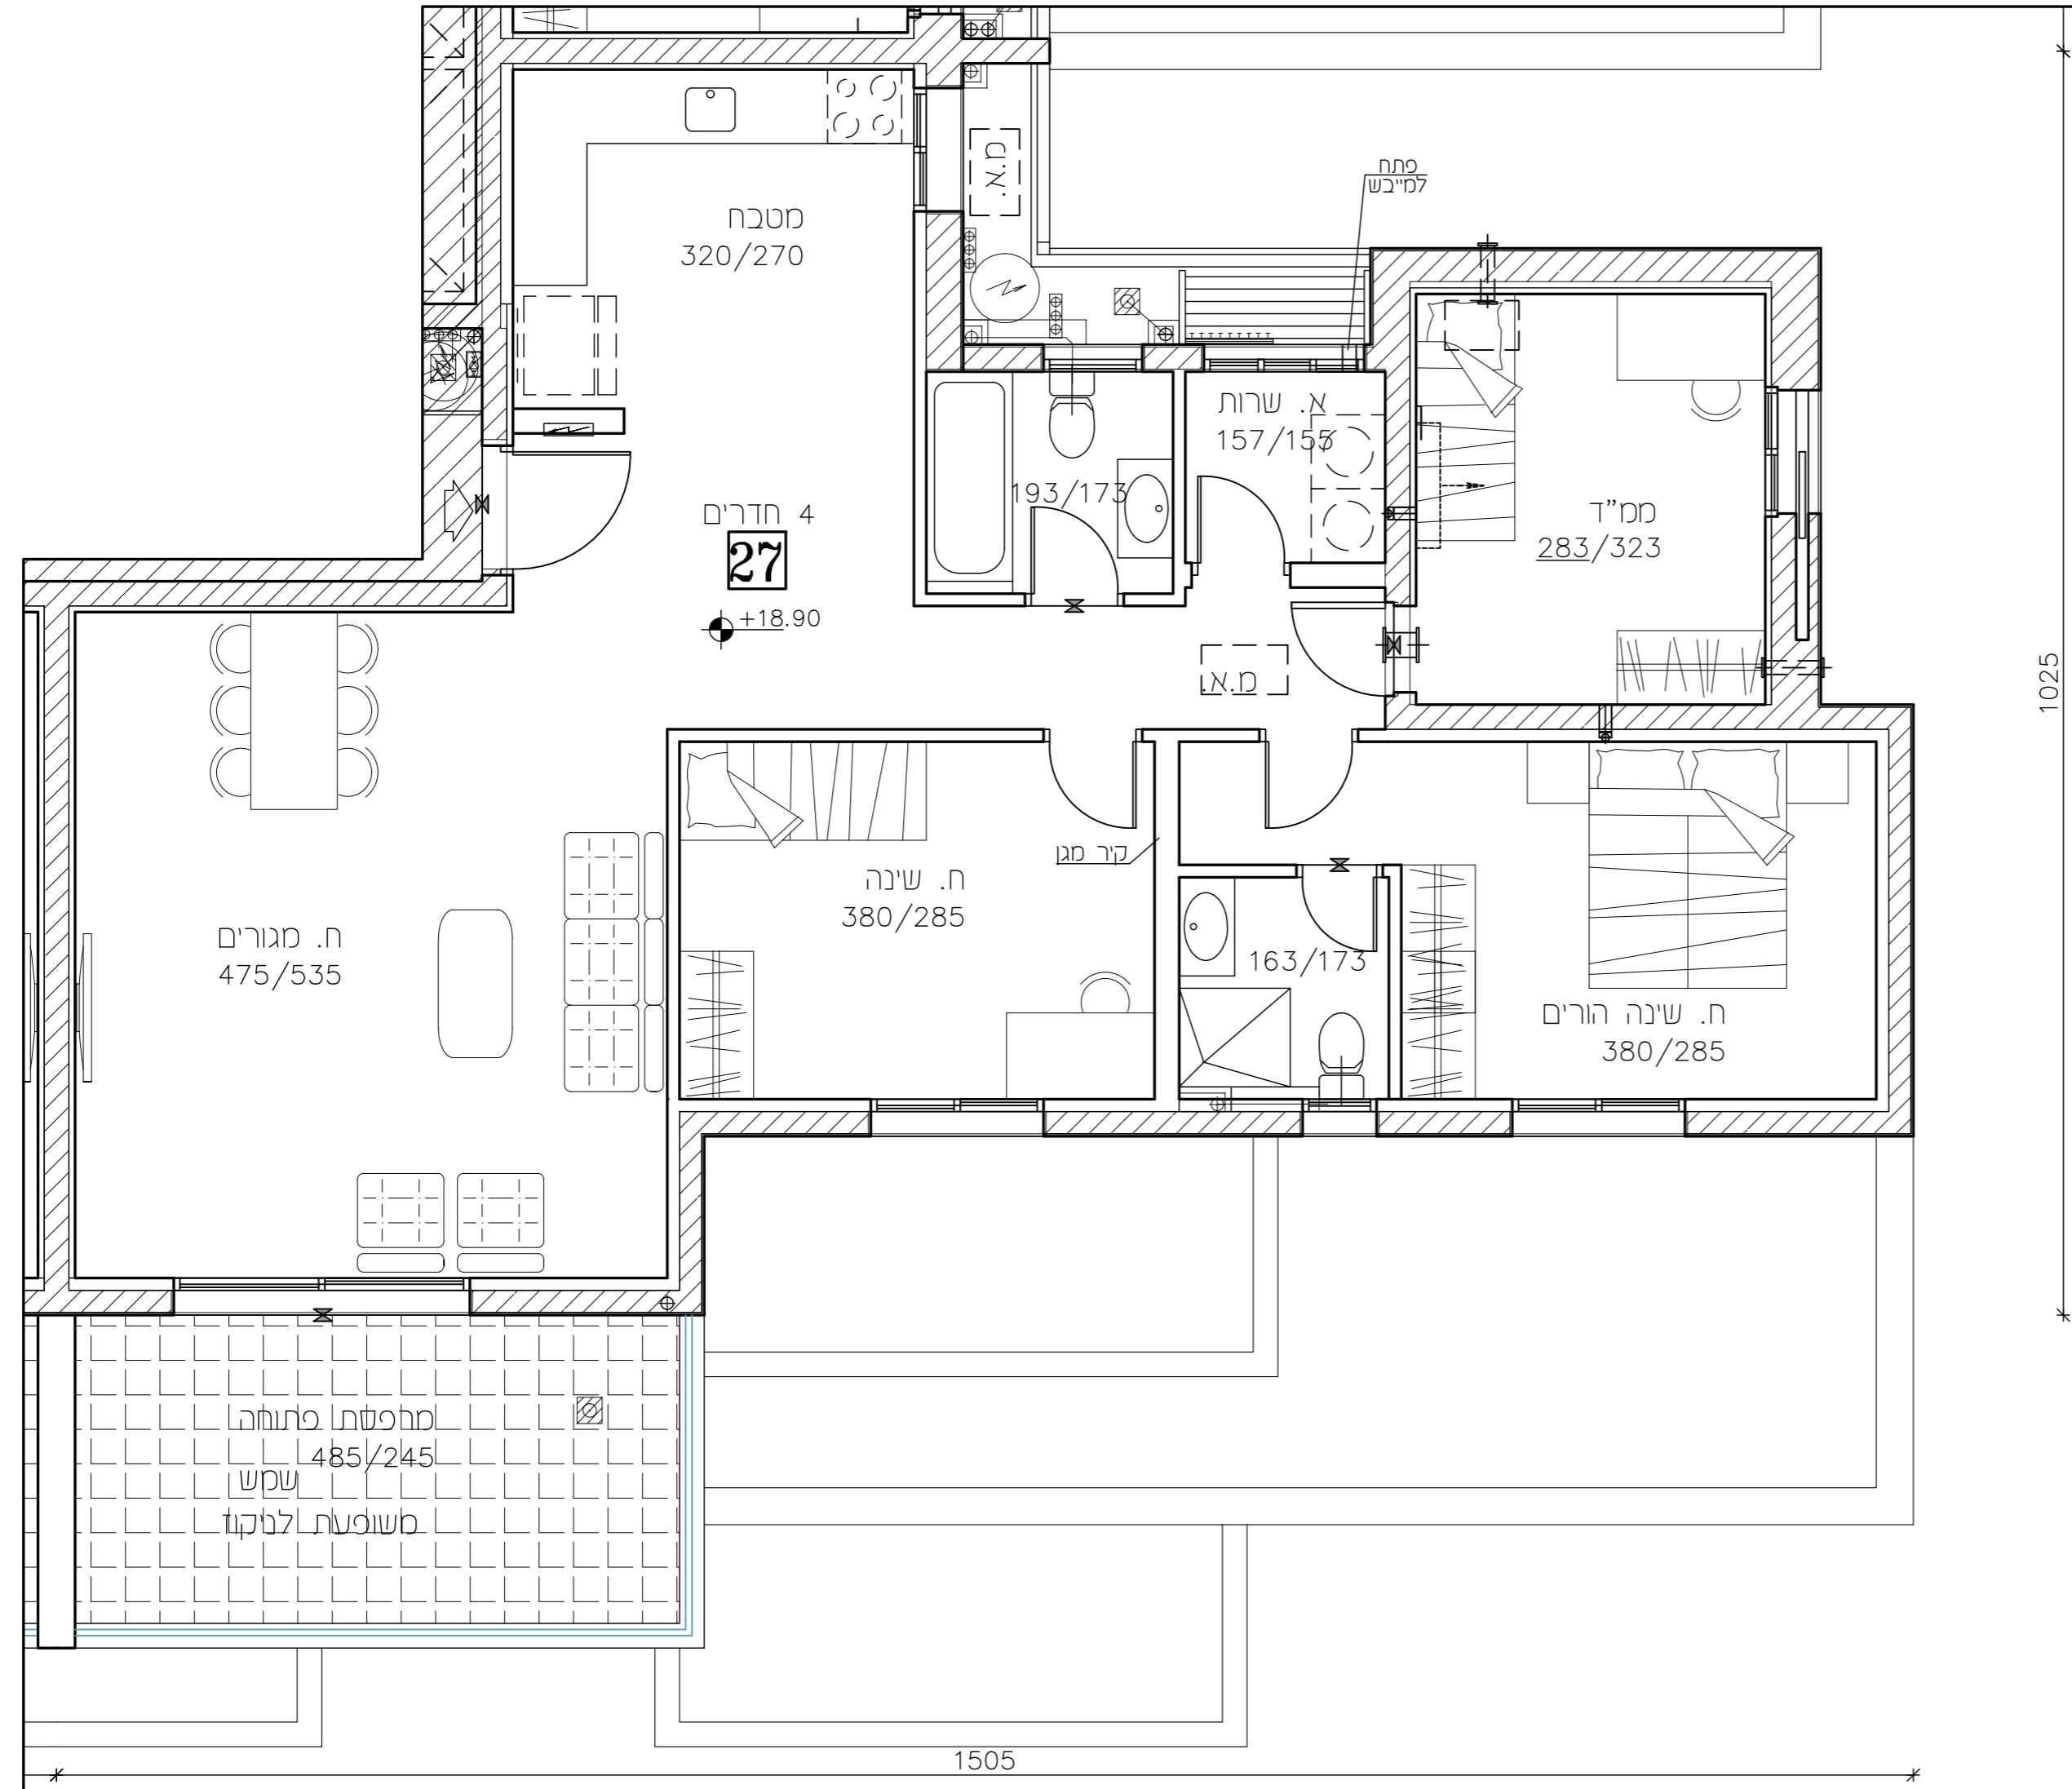 מ.א.
פתח
למייבש
מטבח
320/270
א. שרות
157/155
193/173
4 חדרים
27
+18.90
ממ"ד
283/323
מ.א.
1025
קיר מגן
ח. שינה
380/285
ח. מגורים
475/535
163/173
ח. שינה הורים
380/285
מרפסת פתוחה
485/245
שמש
משופעת לניקוז
1505